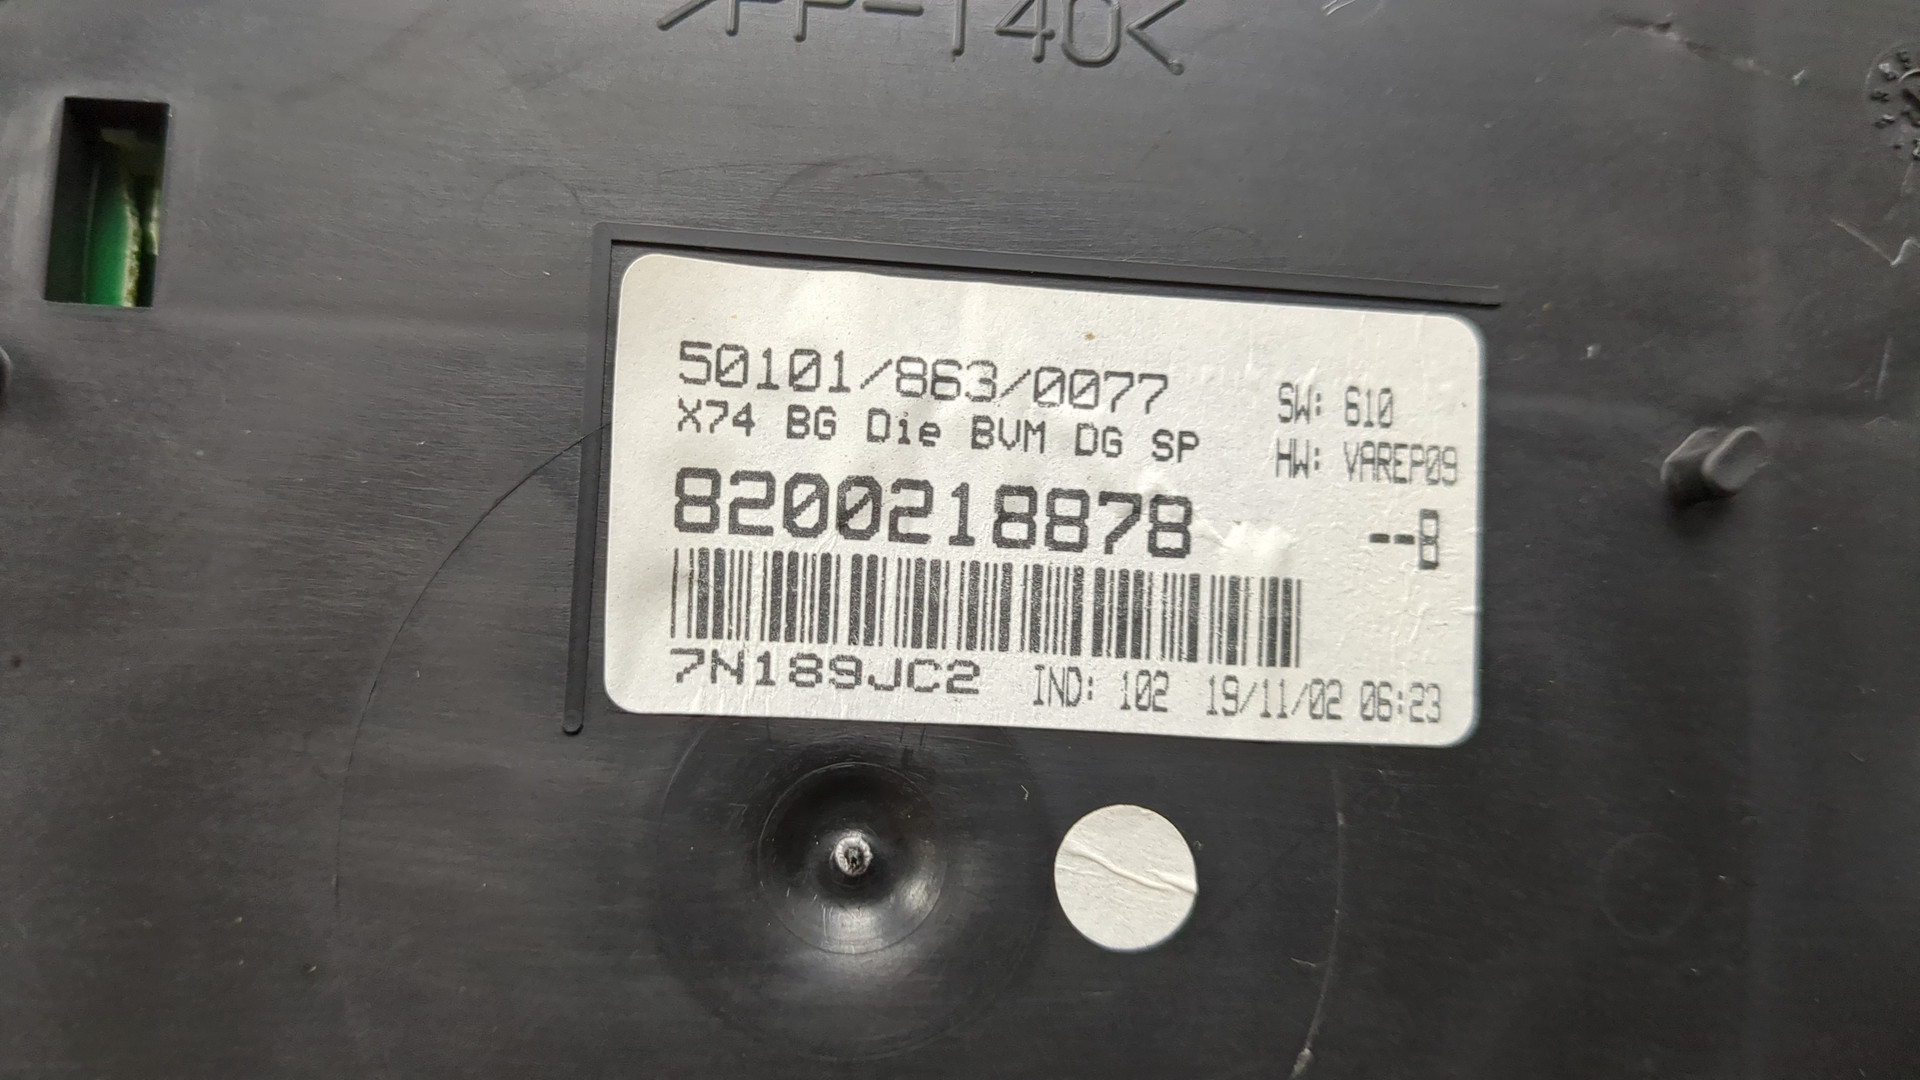 >PP-T40<
50101/863/0077
X74 BG Die BVM DG SP
SW: 610
HW: VAREP09
8200218878
--B
7N189JC2 IND: 102 19/11/02 06:23